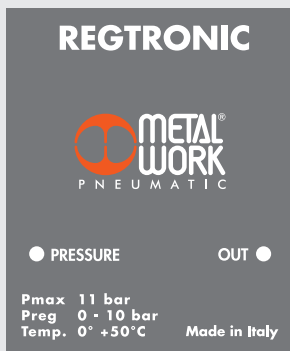 REGTRONIC
METAL®
WORK
PNEUMATIC
PRESSURE OUT
Pmax 11 bar
Preg 0 - 10 bar
Temp. 0° +50°C Made in Italy